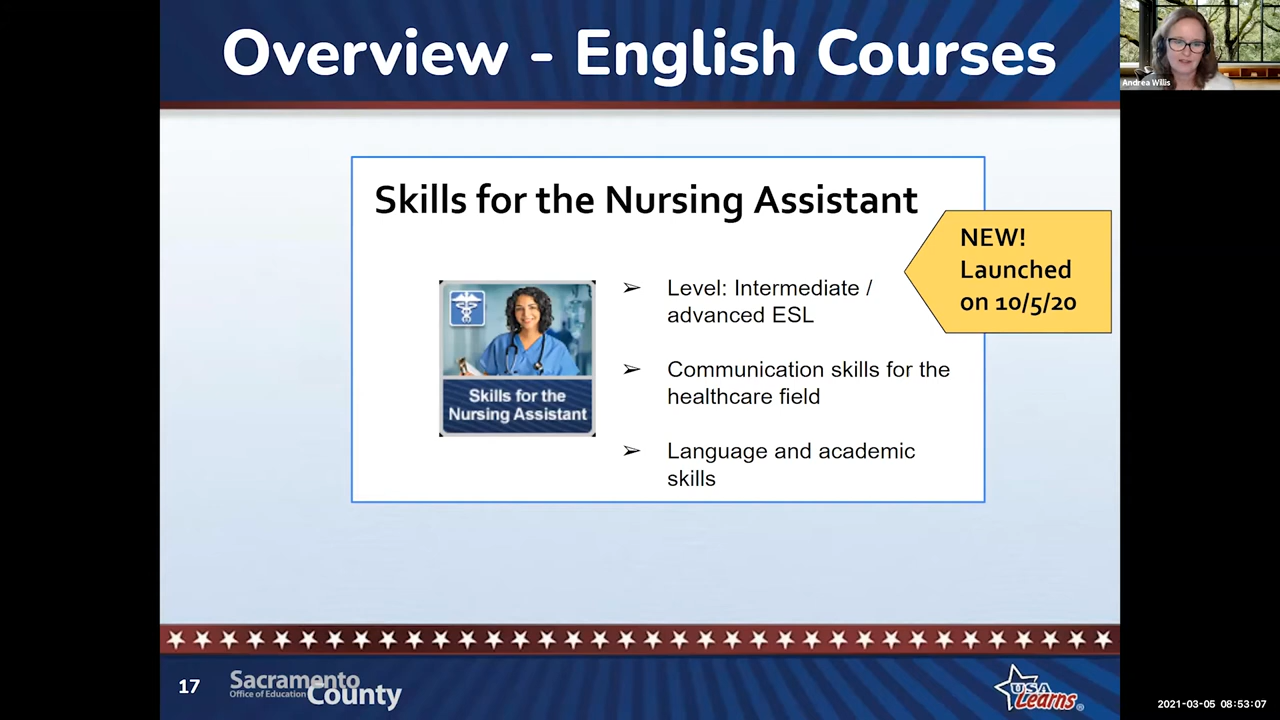 Overview - English Courses
Andrea Willis
Skills for the Nursing Assistant
NEW!
Launched
on 10/5/20
➢ Level: Intermediate /
advanced ESL
➢ Communication skills for the
healthcare field
➢ Language and academic
skills
Skills for the
Nursing Assistant
17
Sacramento
Office of Education
County
USA
Learns®
2021-03-05 08:53:07